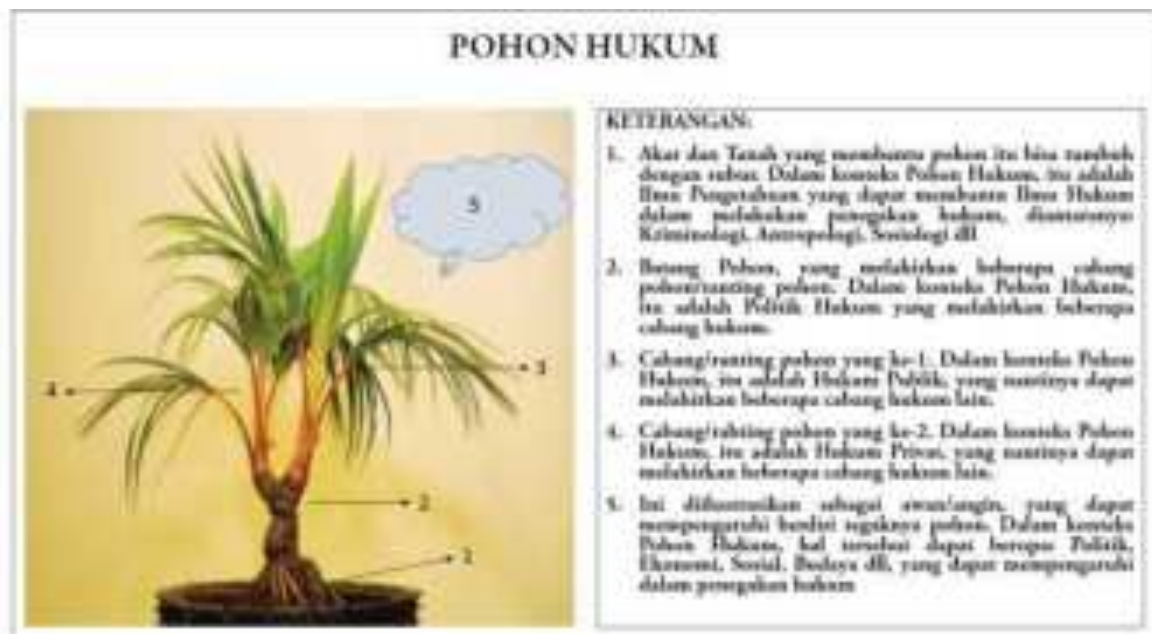 POHON HUKUM
5
3
4
2
1
KETERANGAN:
1. Akar dan Tanah yang membantu pohon itu bisa tumbuh
dengan subur. Dalam konteks Pohon Hukum, itu adalah
Ilmu Pengetahuan yang dapat membantu Ilmu Hukum
dalam melakukan penegakan hukum, diantaranya:
Kriminologi, Antropologi, Sosiologi dll
2. Batang Pohon, yang melahirkan beberapa cabang
pohon/ranting pohon. Dalam konteks Pohon Hukum,
itu adalah Politik Hukum yang melahirkan beberapa
cabang hukum.
3. Cabang/ranting pohon yang ke-1. Dalam konteks Pohon
Hukum, itu adalah Hukum Publik, yang nantinya dapat
melahirkan beberapa cabang hukum lain.
4. Cabang/rahting pohon yang ke-2. Dalam konteks Pohon
Hukum, itu adalah Hukum Privat, yang nantinya dapat
melahirkan beberapa cabang hukum lain.
5. Ini diilustrasikan sebagai awan/angin, yang dapat
mempengaruhi berdiri tegaknya pohon. Dalam konteks
Pohon Hukum, hal tersebut dapat berupa Politik,
Ekonomi, Sosial, Budaya dll, yang dapat mempengaruhi
dalam penegakan hukum